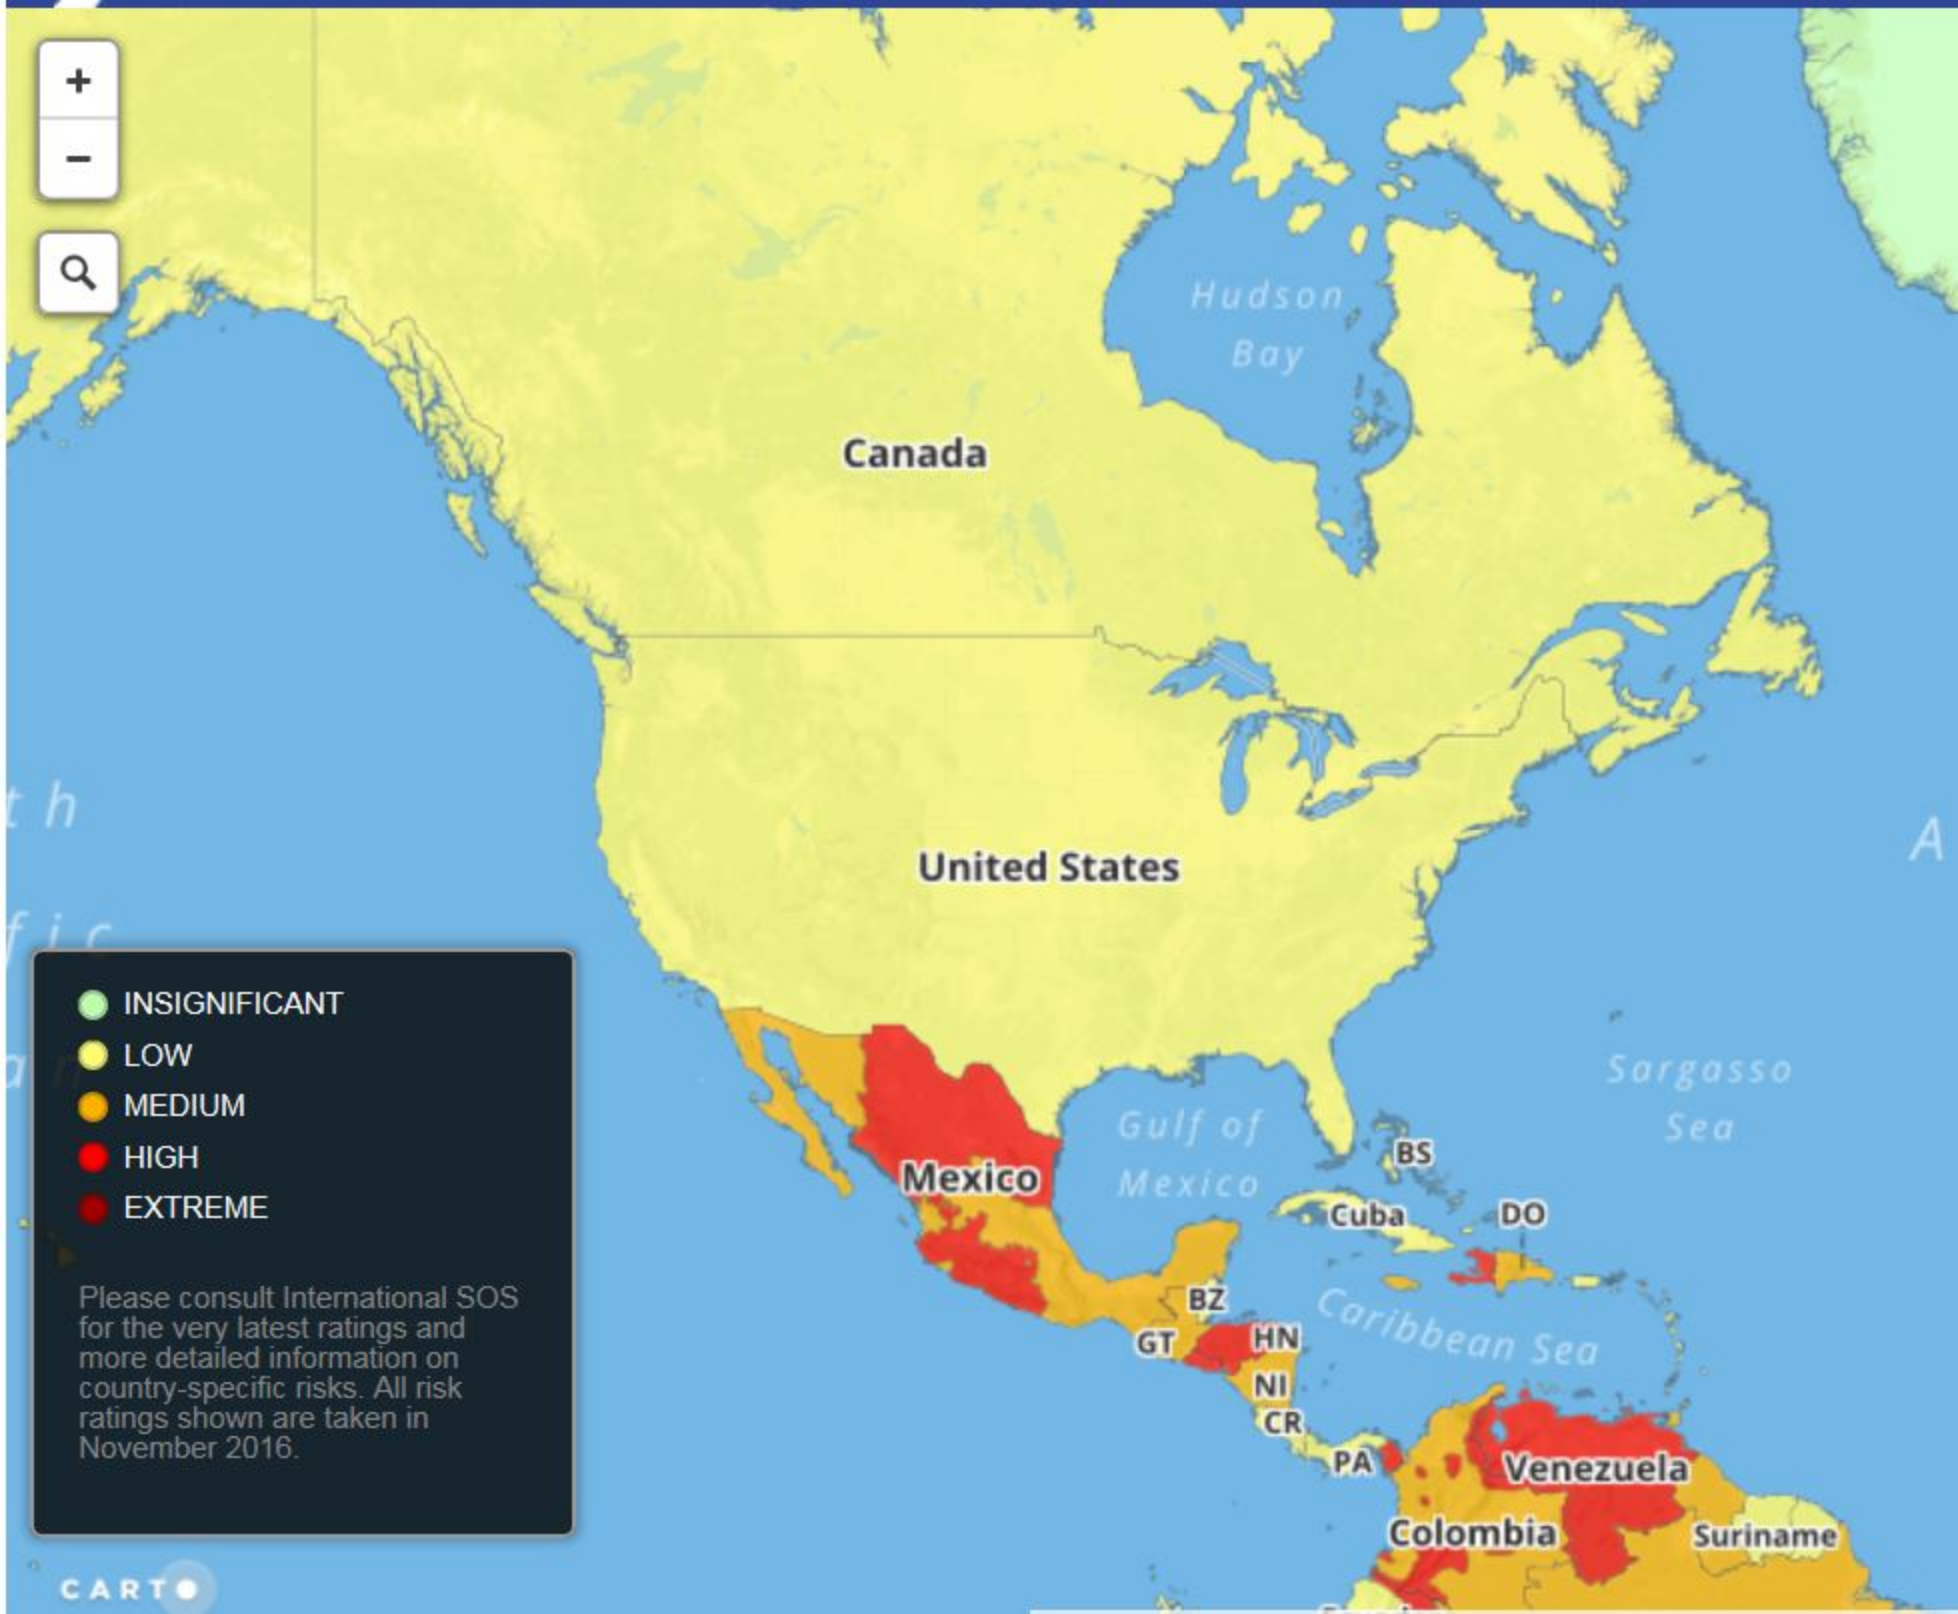 +
−
Hudson
Bay
Canada
th
A
United States
fic
an
INSIGNIFICANT
LOW
MEDIUM
HIGH
EXTREME
Please consult International SOS
for the very latest ratings and
more detailed information on
country-specific risks. All risk
ratings shown are taken in
November 2016.
Sargasso
Sea
Gulf of
Mexico
BS
Mexico
Cuba
DO
BZ
Caribbean Sea
GT
HN
NI
CR
PA
Venezuela
Colombia
Suriname
CARTO